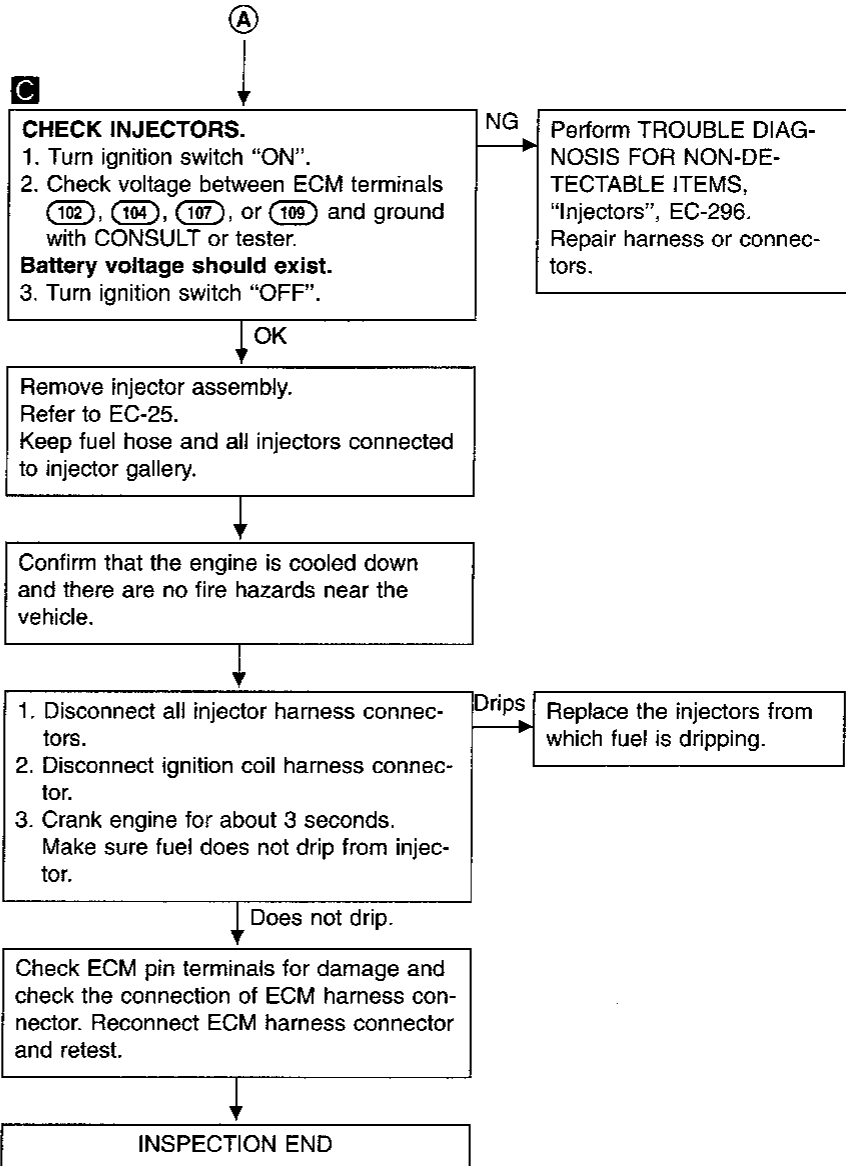 A
C
CHECK INJECTORS.
1. Turn ignition switch “ON”.
2. Check voltage between ECM terminals
102, 104, 107, or 109 and ground
with CONSULT or tester.
Battery voltage should exist.
3. Turn ignition switch “OFF”.
NG
Perform TROUBLE DIAG-
NOSIS FOR NON-DE-
TECTABLE ITEMS,
“Injectors”, EC-296.
Repair harness or connec-
tors.
OK
Remove injector assembly.
Refer to EC-25.
Keep fuel hose and all injectors connected
to injector gallery.
Confirm that the engine is cooled down
and there are no fire hazards near the
vehicle.
1. Disconnect all injector harness connec-
tors.
2. Disconnect ignition coil harness connec-
tor.
3. Crank engine for about 3 seconds.
Make sure fuel does not drip from injec-
tor.
Drips
Replace the injectors from
which fuel is dripping.
Does not drip.
Check ECM pin terminals for damage and
check the connection of ECM harness con-
nector. Reconnect ECM harness connector
and retest.
INSPECTION END